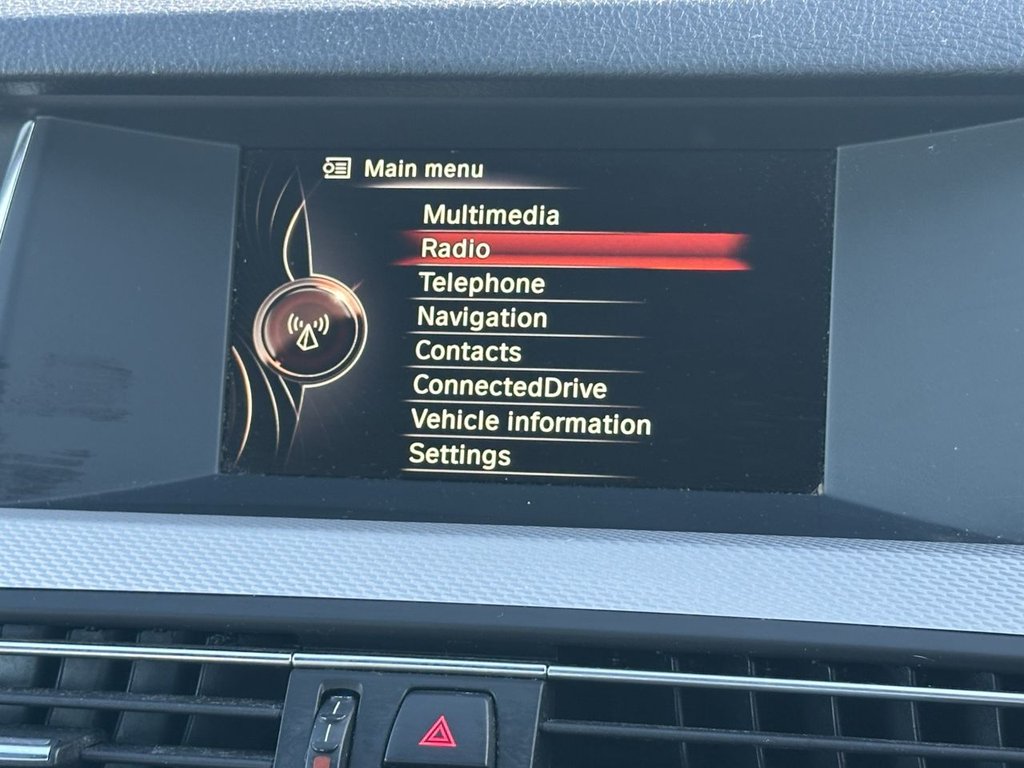 Main menu
Multimedia
Radio
Telephone
Navigation
Contacts
ConnectedDrive
Vehicle information
Settings